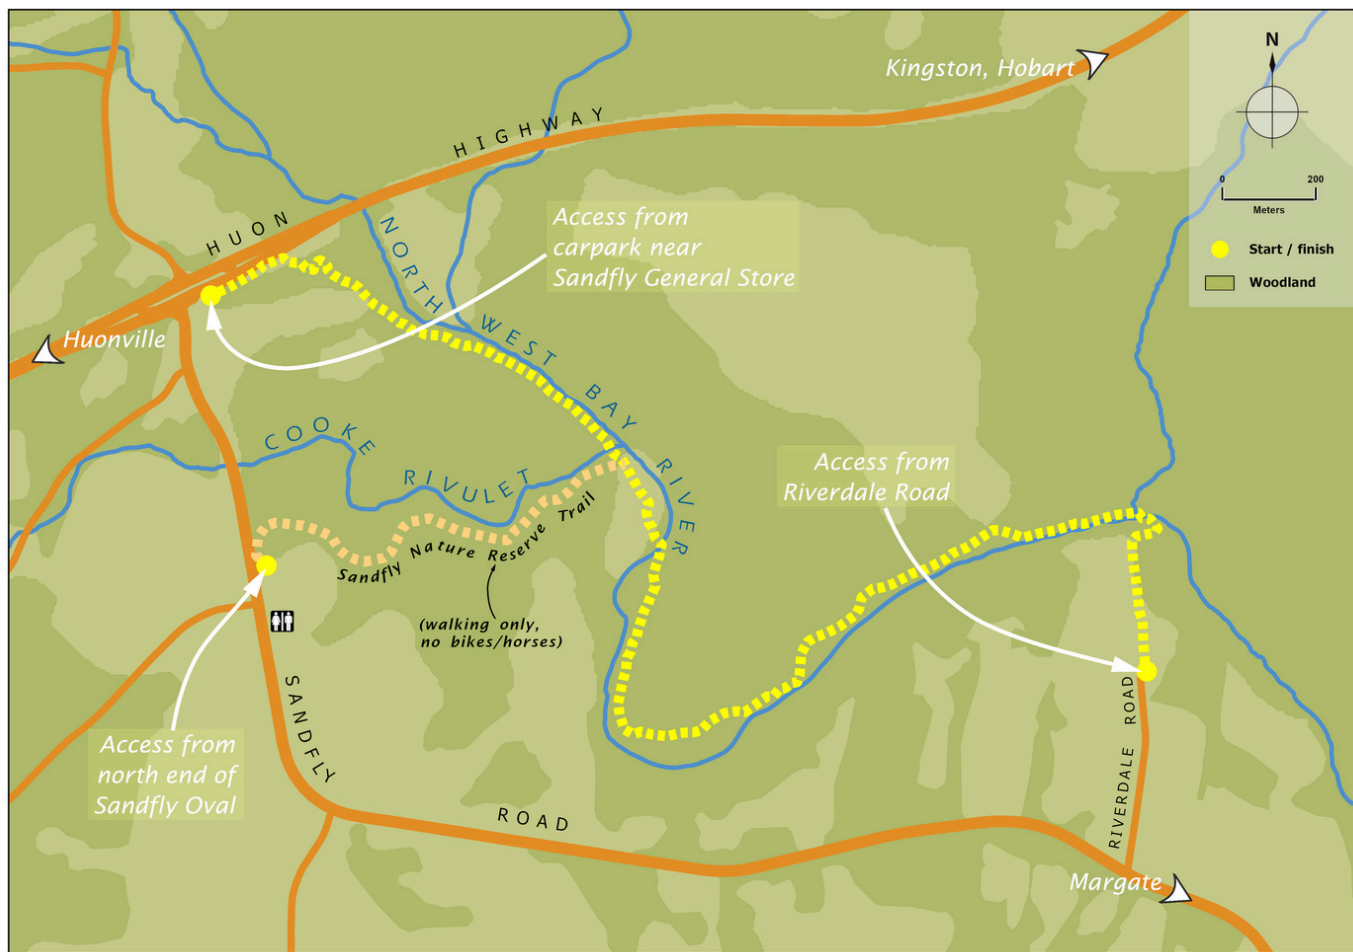 Kingston, Hobart
N
0 200
Meters
Start / finish
Woodland
HUON HIGHWAY
Access from
carpark near
Sandfly General Store
NORTH WEST BAY RIVER
Huonville
COOKE RIVULET
Access from
Riverdale Road
Sandfly Nature Reserve Trail
(walking only,
no bikes/horses)
Access from
north end of
Sandfly Oval
SANDFLY ROAD
RIVERDALE ROAD
Margate